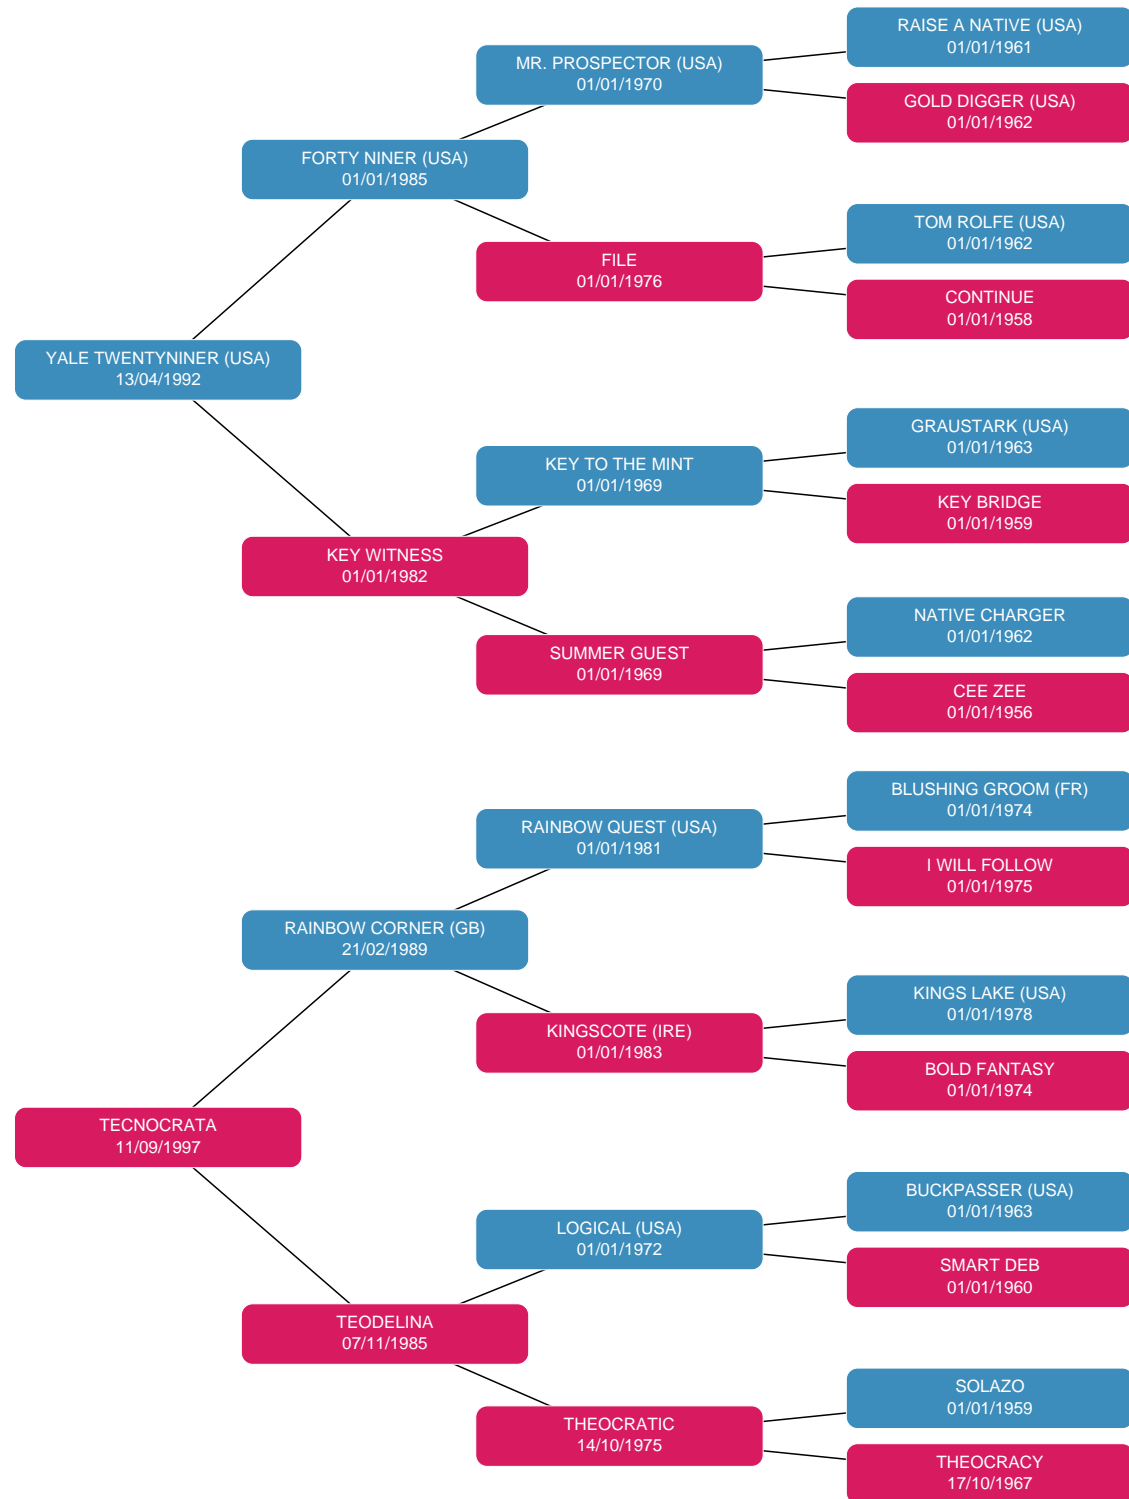 RAISE A NATIVE (USA)
01/01/1961
MR. PROSPECTOR (USA)
01/01/1970
GOLD DIGGER (USA)
01/01/1962
FORTY NINER (USA)
01/01/1985
TOM ROLFE (USA)
01/01/1962
FILE
01/01/1976
CONTINUE
01/01/1958
YALE TWENTYNINER (USA)
13/04/1992
GRAUSTARK (USA)
01/01/1963
KEY TO THE MINT
01/01/1969
KEY BRIDGE
01/01/1959
KEY WITNESS
01/01/1982
NATIVE CHARGER
01/01/1962
SUMMER GUEST
01/01/1969
CEE ZEE
01/01/1956
BLUSHING GROOM (FR)
01/01/1974
RAINBOW QUEST (USA)
01/01/1981
I WILL FOLLOW
01/01/1975
RAINBOW CORNER (GB)
21/02/1989
KINGS LAKE (USA)
01/01/1978
KINGSCOTE (IRE)
01/01/1983
BOLD FANTASY
01/01/1974
TECNOCRATA
11/09/1997
BUCKPASSER (USA)
01/01/1963
LOGICAL (USA)
01/01/1972
SMART DEB
01/01/1960
TEODELINA
07/11/1985
SOLAZO
01/01/1959
THEOCRATIC
14/10/1975
THEOCRACY
17/10/1967